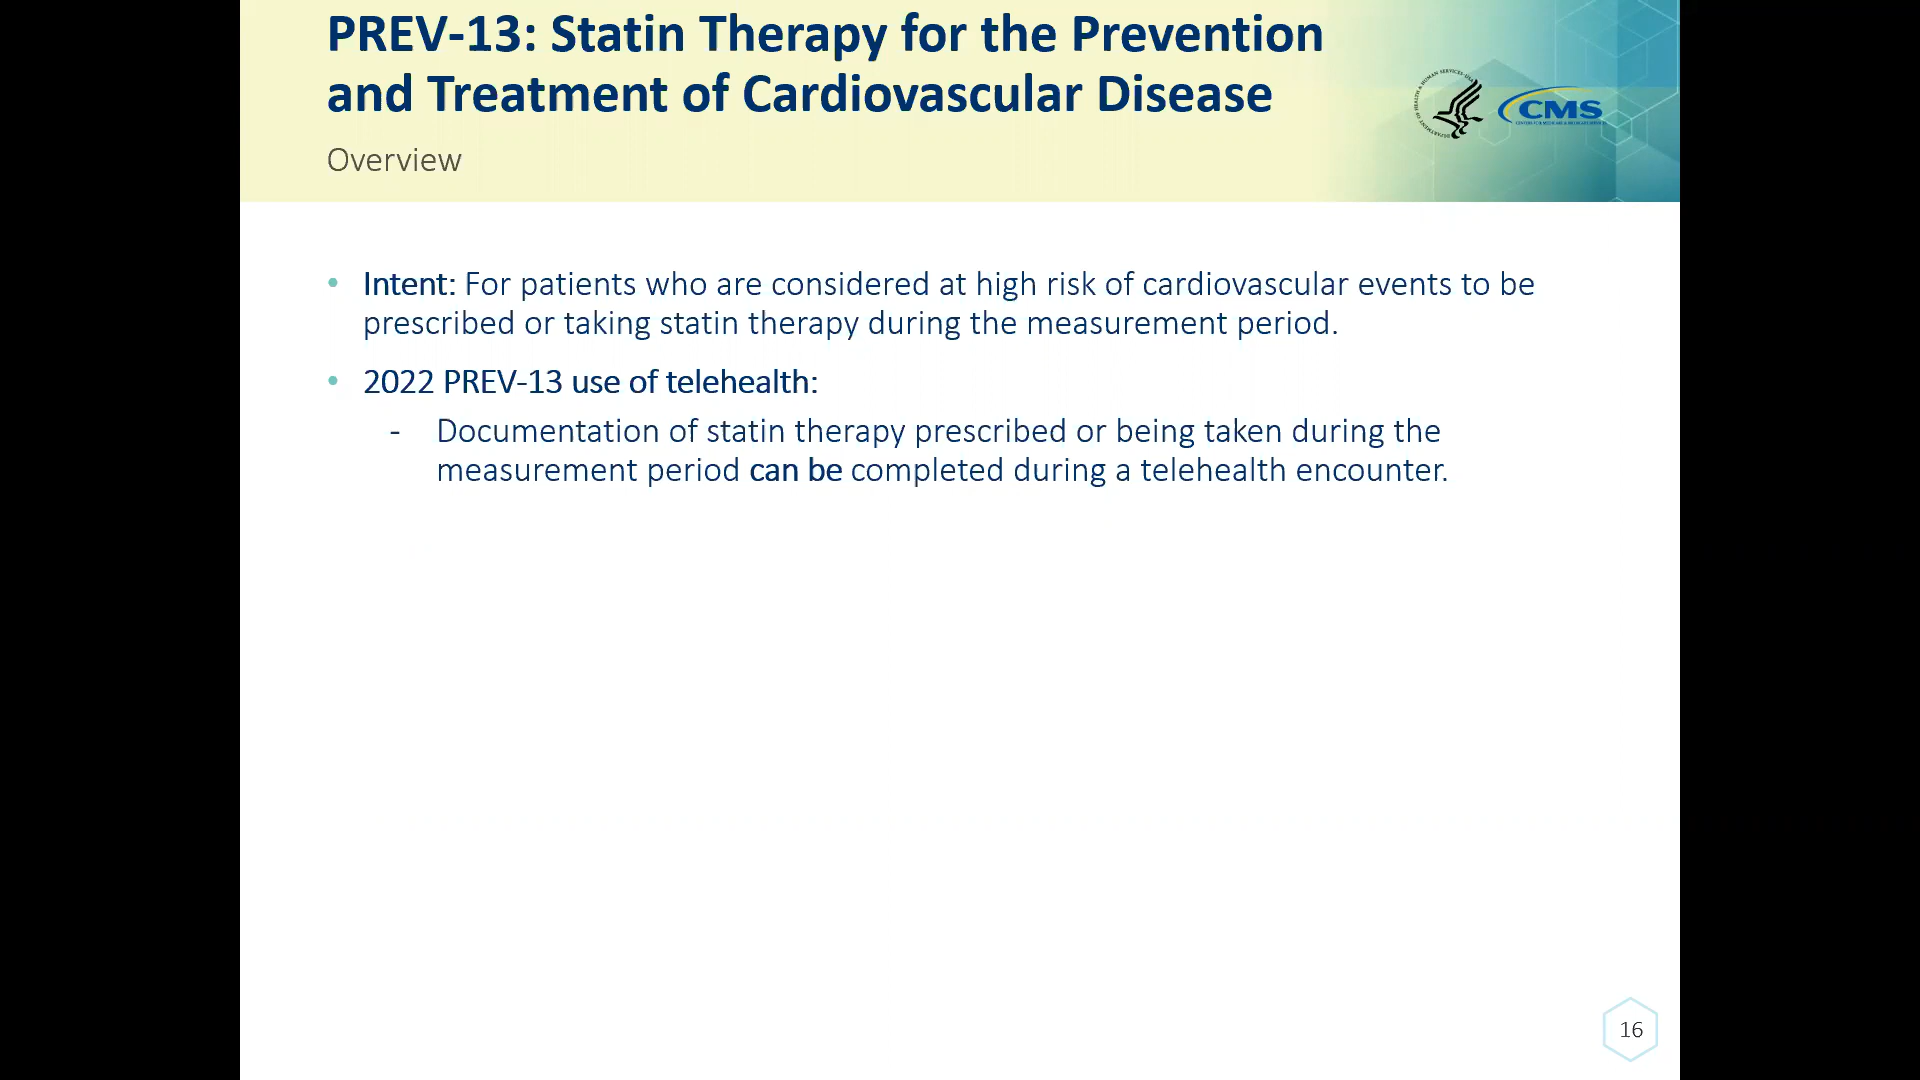 PREV-13: Statin Therapy for the Prevention
and Treatment of Cardiovascular Disease
Overview
CMS
• Intent: For patients who are considered at high risk of cardiovascular events to be
prescribed or taking statin therapy during the measurement period.
• 2022 PREV-13 use of telehealth:
- Documentation of statin therapy prescribed or being taken during the
measurement period can be completed during a telehealth encounter.
16